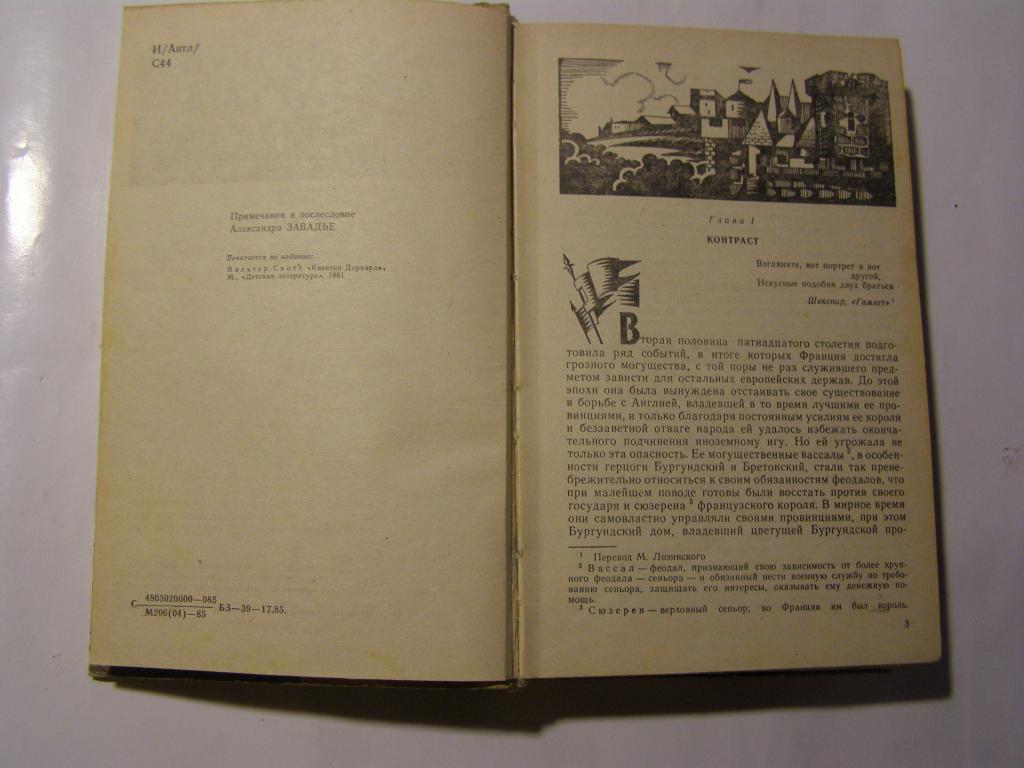 И/Англ/
С44
Примечания и послесловие
Александра ЗАВАДЬЕ
Печатается по изданию:
Вальтер Скотт «Квентин Дорвард»,
М., «Детская литература», 1981
С 4803020000—085
М206(04)—85 БЗ—39—17.85.
Глава I
КОНТРАСТ
Взгляните, вот портрет и вот
другой,
Искусные подобия двух братьев
Шекспир, «Гамлет» 1
Вторая половина пятнадцатого столетия подго-
товила ряд событий, в итоге которых Франция достигла
грозного могущества, с той поры не раз служившего пред-
метом зависти для остальных европейских держав. До этой
эпохи она была вынуждена отстаивать свое существование
в борьбе с Англией, владевшей в то время лучшими ее про-
винциями, и только благодаря постоянным усилиям ее короля
и беззаветной отваге народа ей удалось избежать оконча-
тельного подчинения иноземному игу. Но ей угрожала не
только эта опасность. Ее могущественные вассалы 2, в особен-
ности герцоги Бургундский и Бретонский, стали так прене-
брежительно относиться к своим обязанностям феодалов, что
при малейшем поводе готовы были восстать против своего
государя и сюзерена 3 французского короля. В мирное время
они самовластно управляли своими провинциями, при этом
Бургундский дом, владевший цветущей Бургундской про-
1 Перевод М. Лозинского
2 Вассал — феодал, признающий свою зависимость от более круп-
ного феодала — сеньора — и обязанный нести военную службу по требо-
ванию сеньора, защищать его интересы, оказывать ему денежную по-
мощь.
3 Сюзерен — верховный сеньор; во Франции им был король.
3